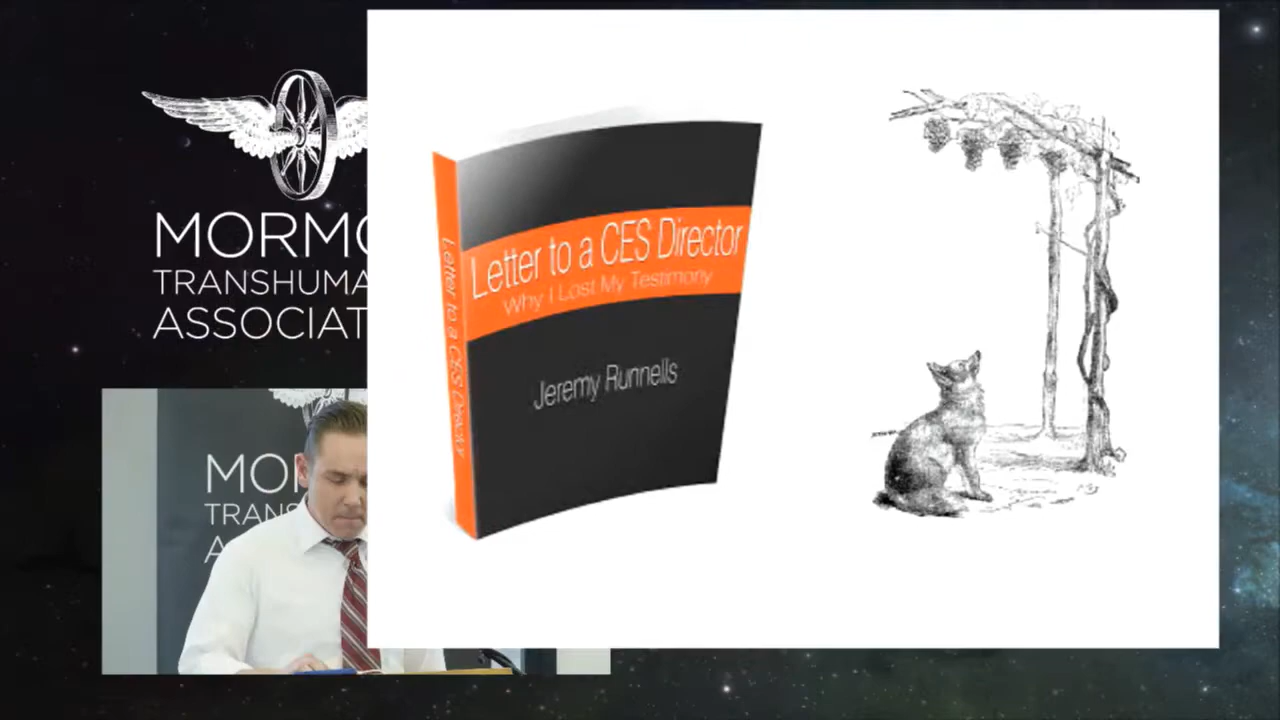 MORMO
TRANSHUMA
ASSOCIAT
MOR
TRANS
A
Letter to a CES Director
Letter to a CES Director
Why I Lost My Testimony
Jeremy Runnells